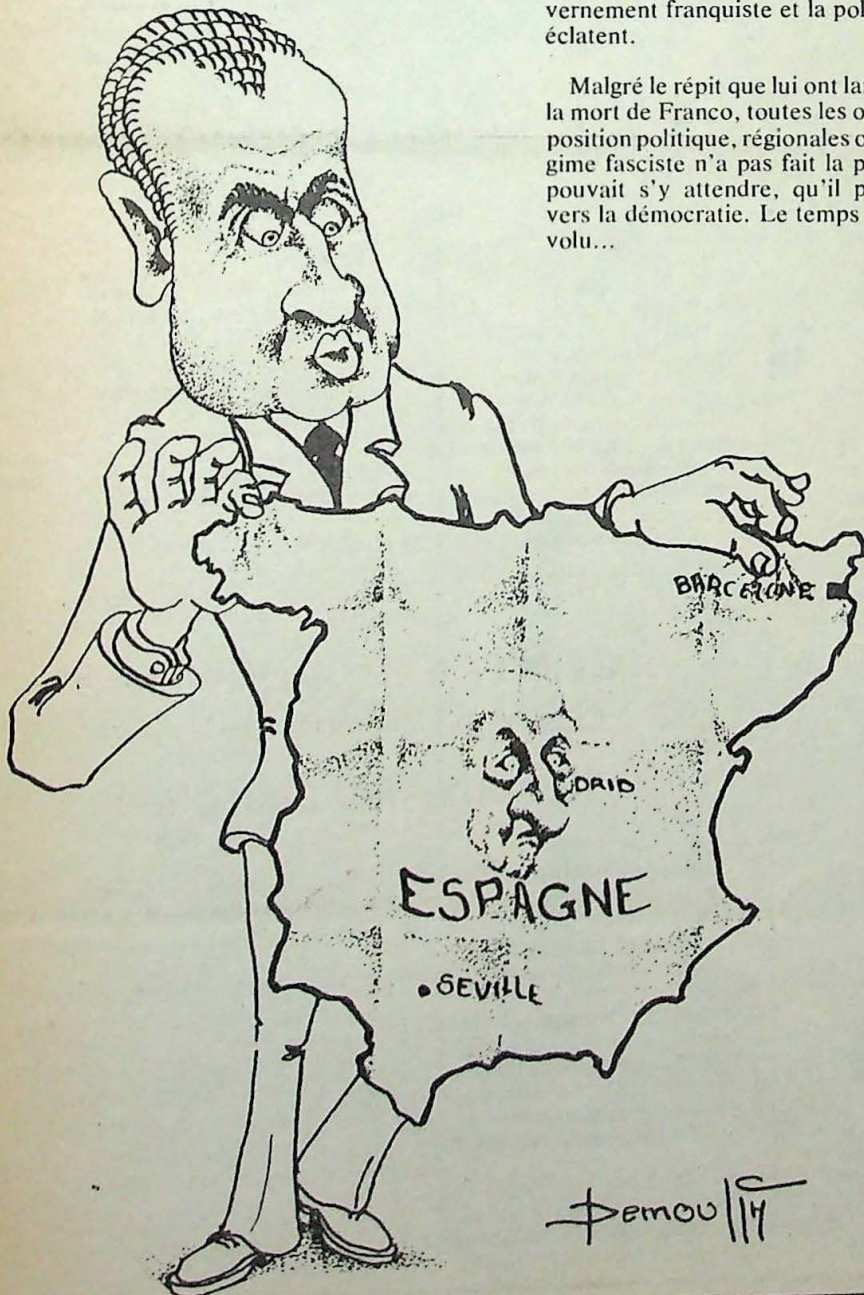 vernement franquiste et la pol
éclatent.
Malgré le répit que lui ont la
la mort de Franco, toutes les o
position politique, régionales o
gime fasciste n'a pas fait la p
pouvait s'y attendre, qu'il p
vers la démocratie. Le temps
volu...
BARCELONE
DRID
ESPAGNE
SEVILLE
Demoulin